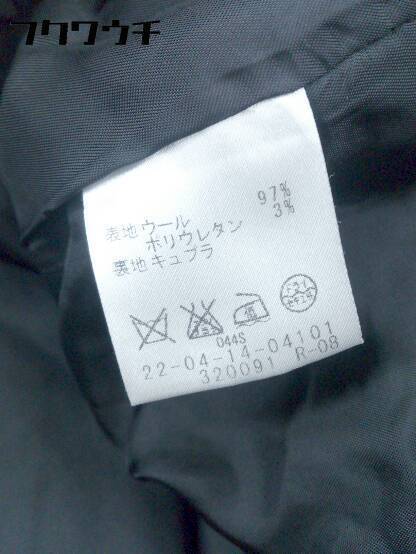 フクワウチ
表地 ウール 97%
ポリウレタン 3%
裏地 キュプラ
044S
22-04-14-04101
320091 R-08